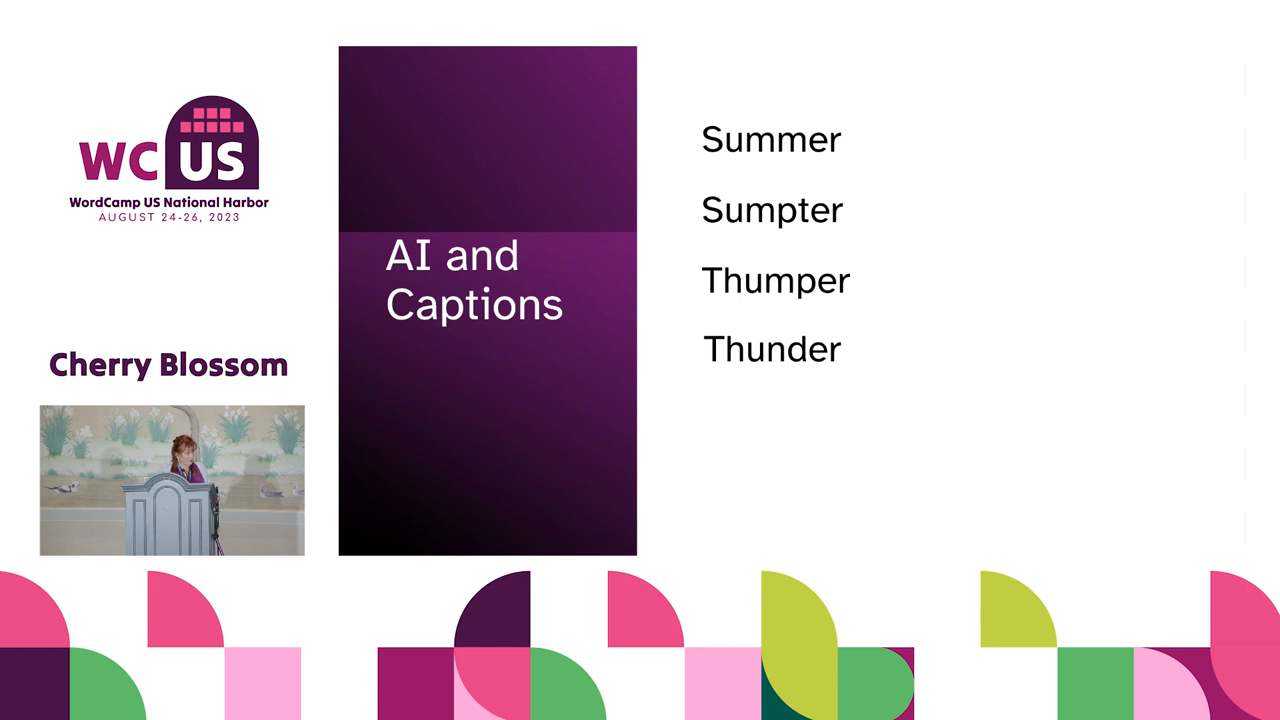 WC US
WordCamp US National Harbor
AUGUST 24-26, 2023
Cherry Blossom
AI and
Captions
Summer
Sumpter
Thumper
Thunder